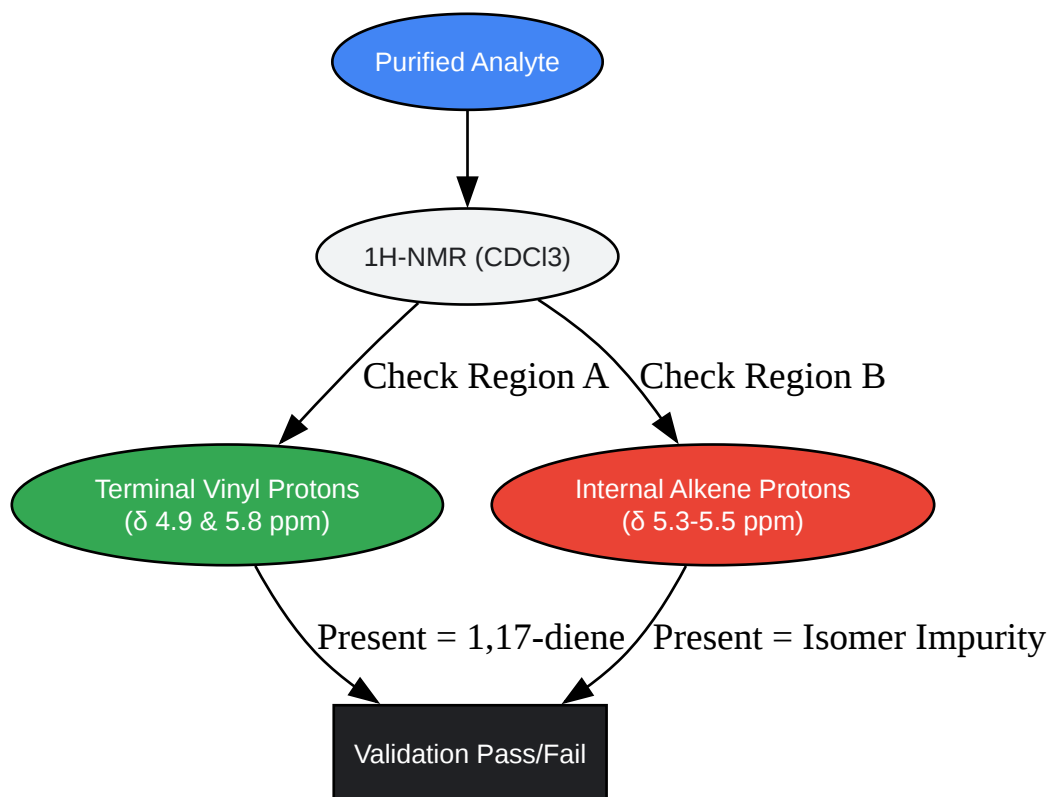 Purified Analyte
1H-NMR (CDCl3)
Check Region A
Check Region B
Terminal Vinyl Protons
(δ 4.9 & 5.8 ppm)
Internal Alkene Protons
(δ 5.3-5.5 ppm)
Present = 1,17-diene
Present = Isomer Impurity
Validation Pass/Fail